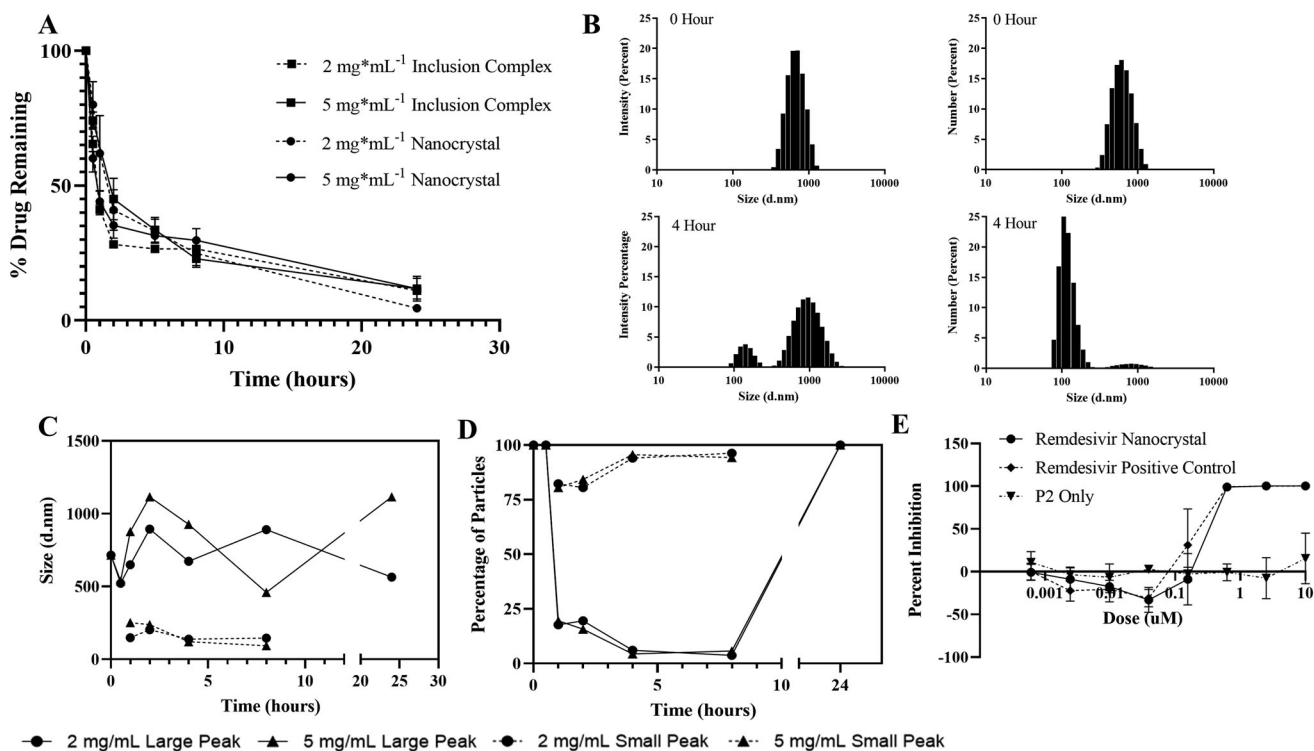 A
% Drug Remaining
100
50
0
0 10 20 30
Time (hours)
2 mg*mL⁻¹ Inclusion Complex
5 mg*mL⁻¹ Inclusion Complex
2 mg*mL⁻¹ Nanocrystal
5 mg*mL⁻¹ Nanocrystal
B
0 Hour
Intensity (Percent)
25
20
15
10
5
0
10 100 1000 10000
Size (d.nm)
0 Hour
Number (Percent)
25
20
15
10
5
0
10 100 1000 10000
Size (d.nm)
4 Hour
Intensity Percentage
25
20
15
10
5
0
10 100 1000 10000
Size (d.nm)
4 Hour
Number (Percent)
25
20
15
10
5
0
10 100 1000 10000
Size (d.nm)
C
Size (d.nm)
1500
1000
500
0
0 5 10 20 25 30
Time (hours)
D
Percentage of Particles
100
75
50
25
0
0 5 10 24
Time (hours)
E
Remdesivir Nanocrystal
Remdesivir Positive Control
P2 Only
Percent Inhibition
150
100
50
0
-50
-100
0.001 0.01 0.1 1 10
Dose (uM)
2 mg/mL Large Peak 5 mg/mL Large Peak 2 mg/mL Small Peak 5 mg/mL Small Peak